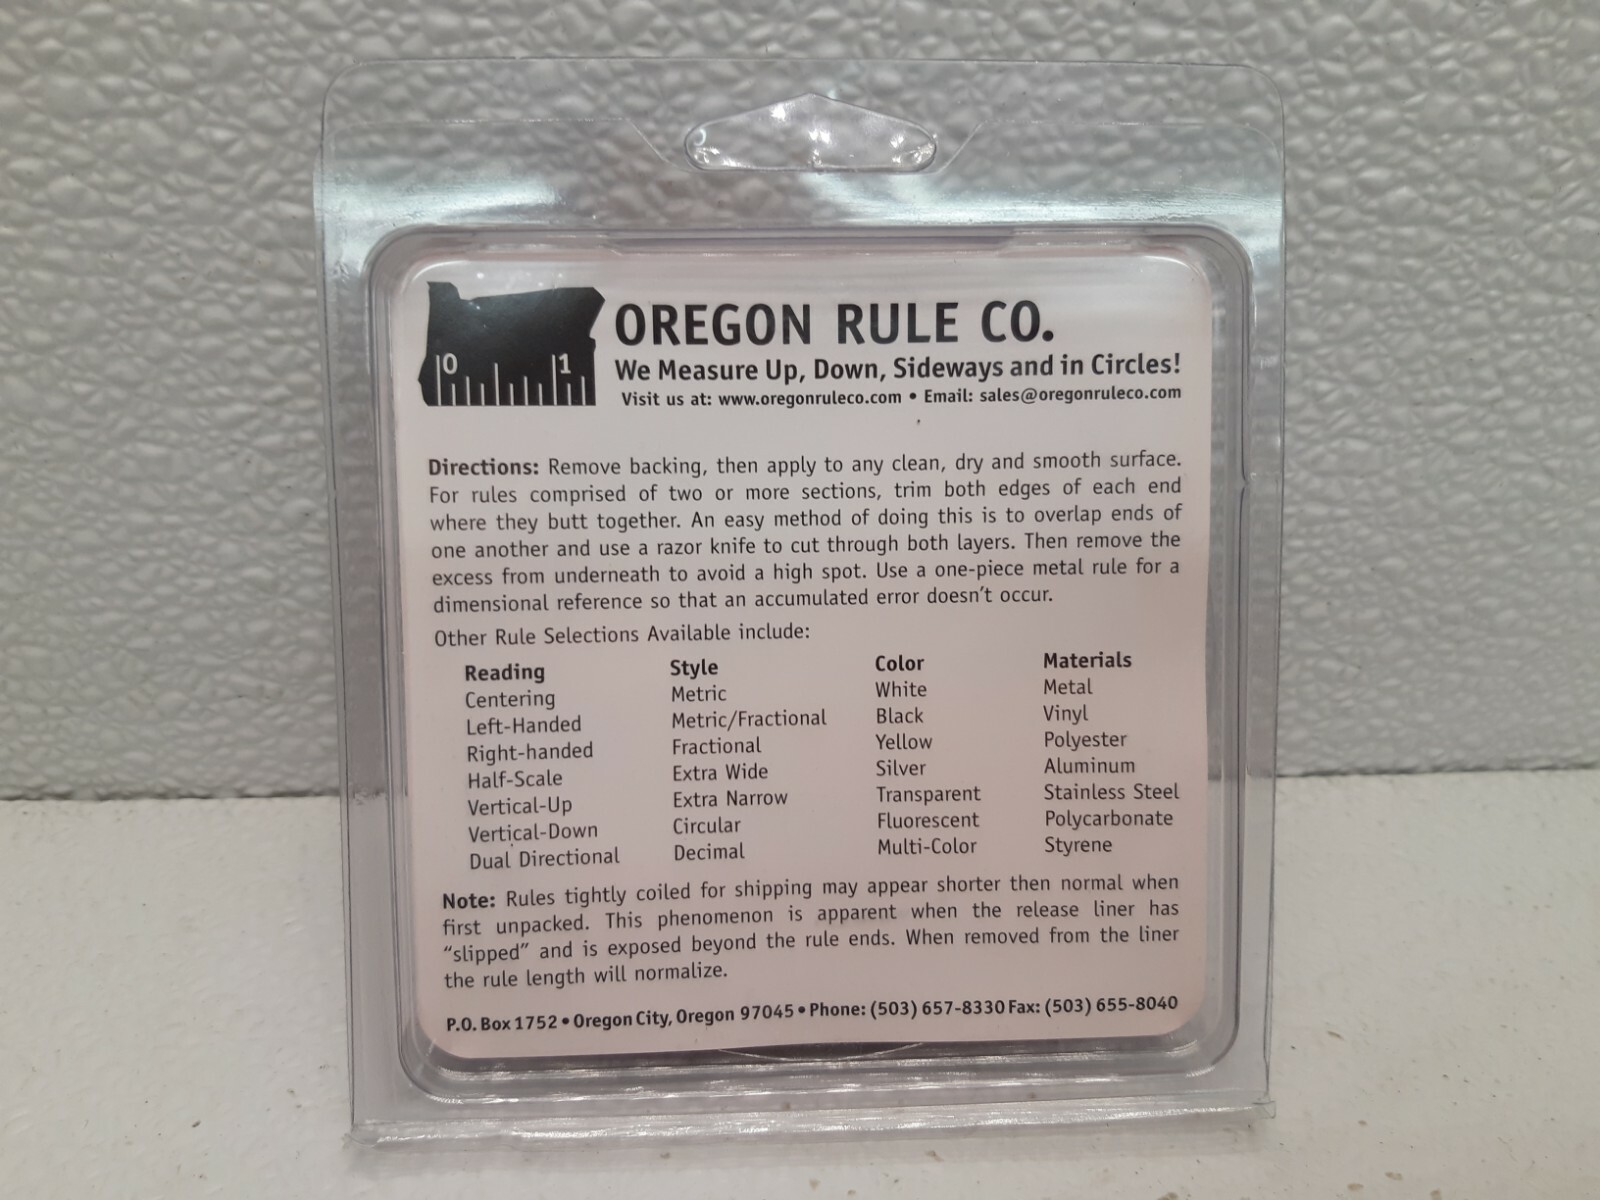 0 1
OREGON RULE CO.
We Measure Up, Down, Sideways and in Circles!
Visit us at: www.oregonruleco.com • Email: sales@oregonruleco.com
Directions: Remove backing, then apply to any clean, dry and smooth surface.
For rules comprised of two or more sections, trim both edges of each end
where they butt together. An easy method of doing this is to overlap ends of
one another and use a razor knife to cut through both layers. Then remove the
excess from underneath to avoid a high spot. Use a one-piece metal rule for a
dimensional reference so that an accumulated error doesn't occur.
Other Rule Selections Available include:
Reading Style Color Materials
Centering Metric White Metal
Left-Handed Metric/Fractional Black Vinyl
Right-handed Fractional Yellow Polyester
Half-Scale Extra Wide Silver Aluminum
Vertical-Up Extra Narrow Transparent Stainless Steel
Vertical-Down Circular Fluorescent Polycarbonate
Dual Directional Decimal Multi-Color Styrene
Note: Rules tightly coiled for shipping may appear shorter then normal when
first unpacked. This phenomenon is apparent when the release liner has
“slipped” and is exposed beyond the rule ends. When removed from the liner
the rule length will normalize.
P.O. Box 1752 • Oregon City, Oregon 97045 • Phone: (503) 657-8330 Fax: (503) 655-8040